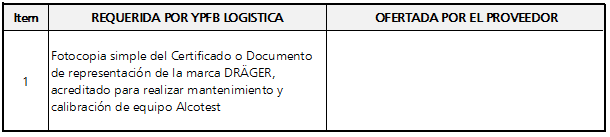 Item REQUERIDA POR YPFB LOGISTICA OFERTADA POR EL PROVEEDOR
1
Fotocopia simple del Certificado o Documento
de representación de la marca DRÄGER,
acreditado para realizar mantenimiento y
calibración de equipo Alcotest